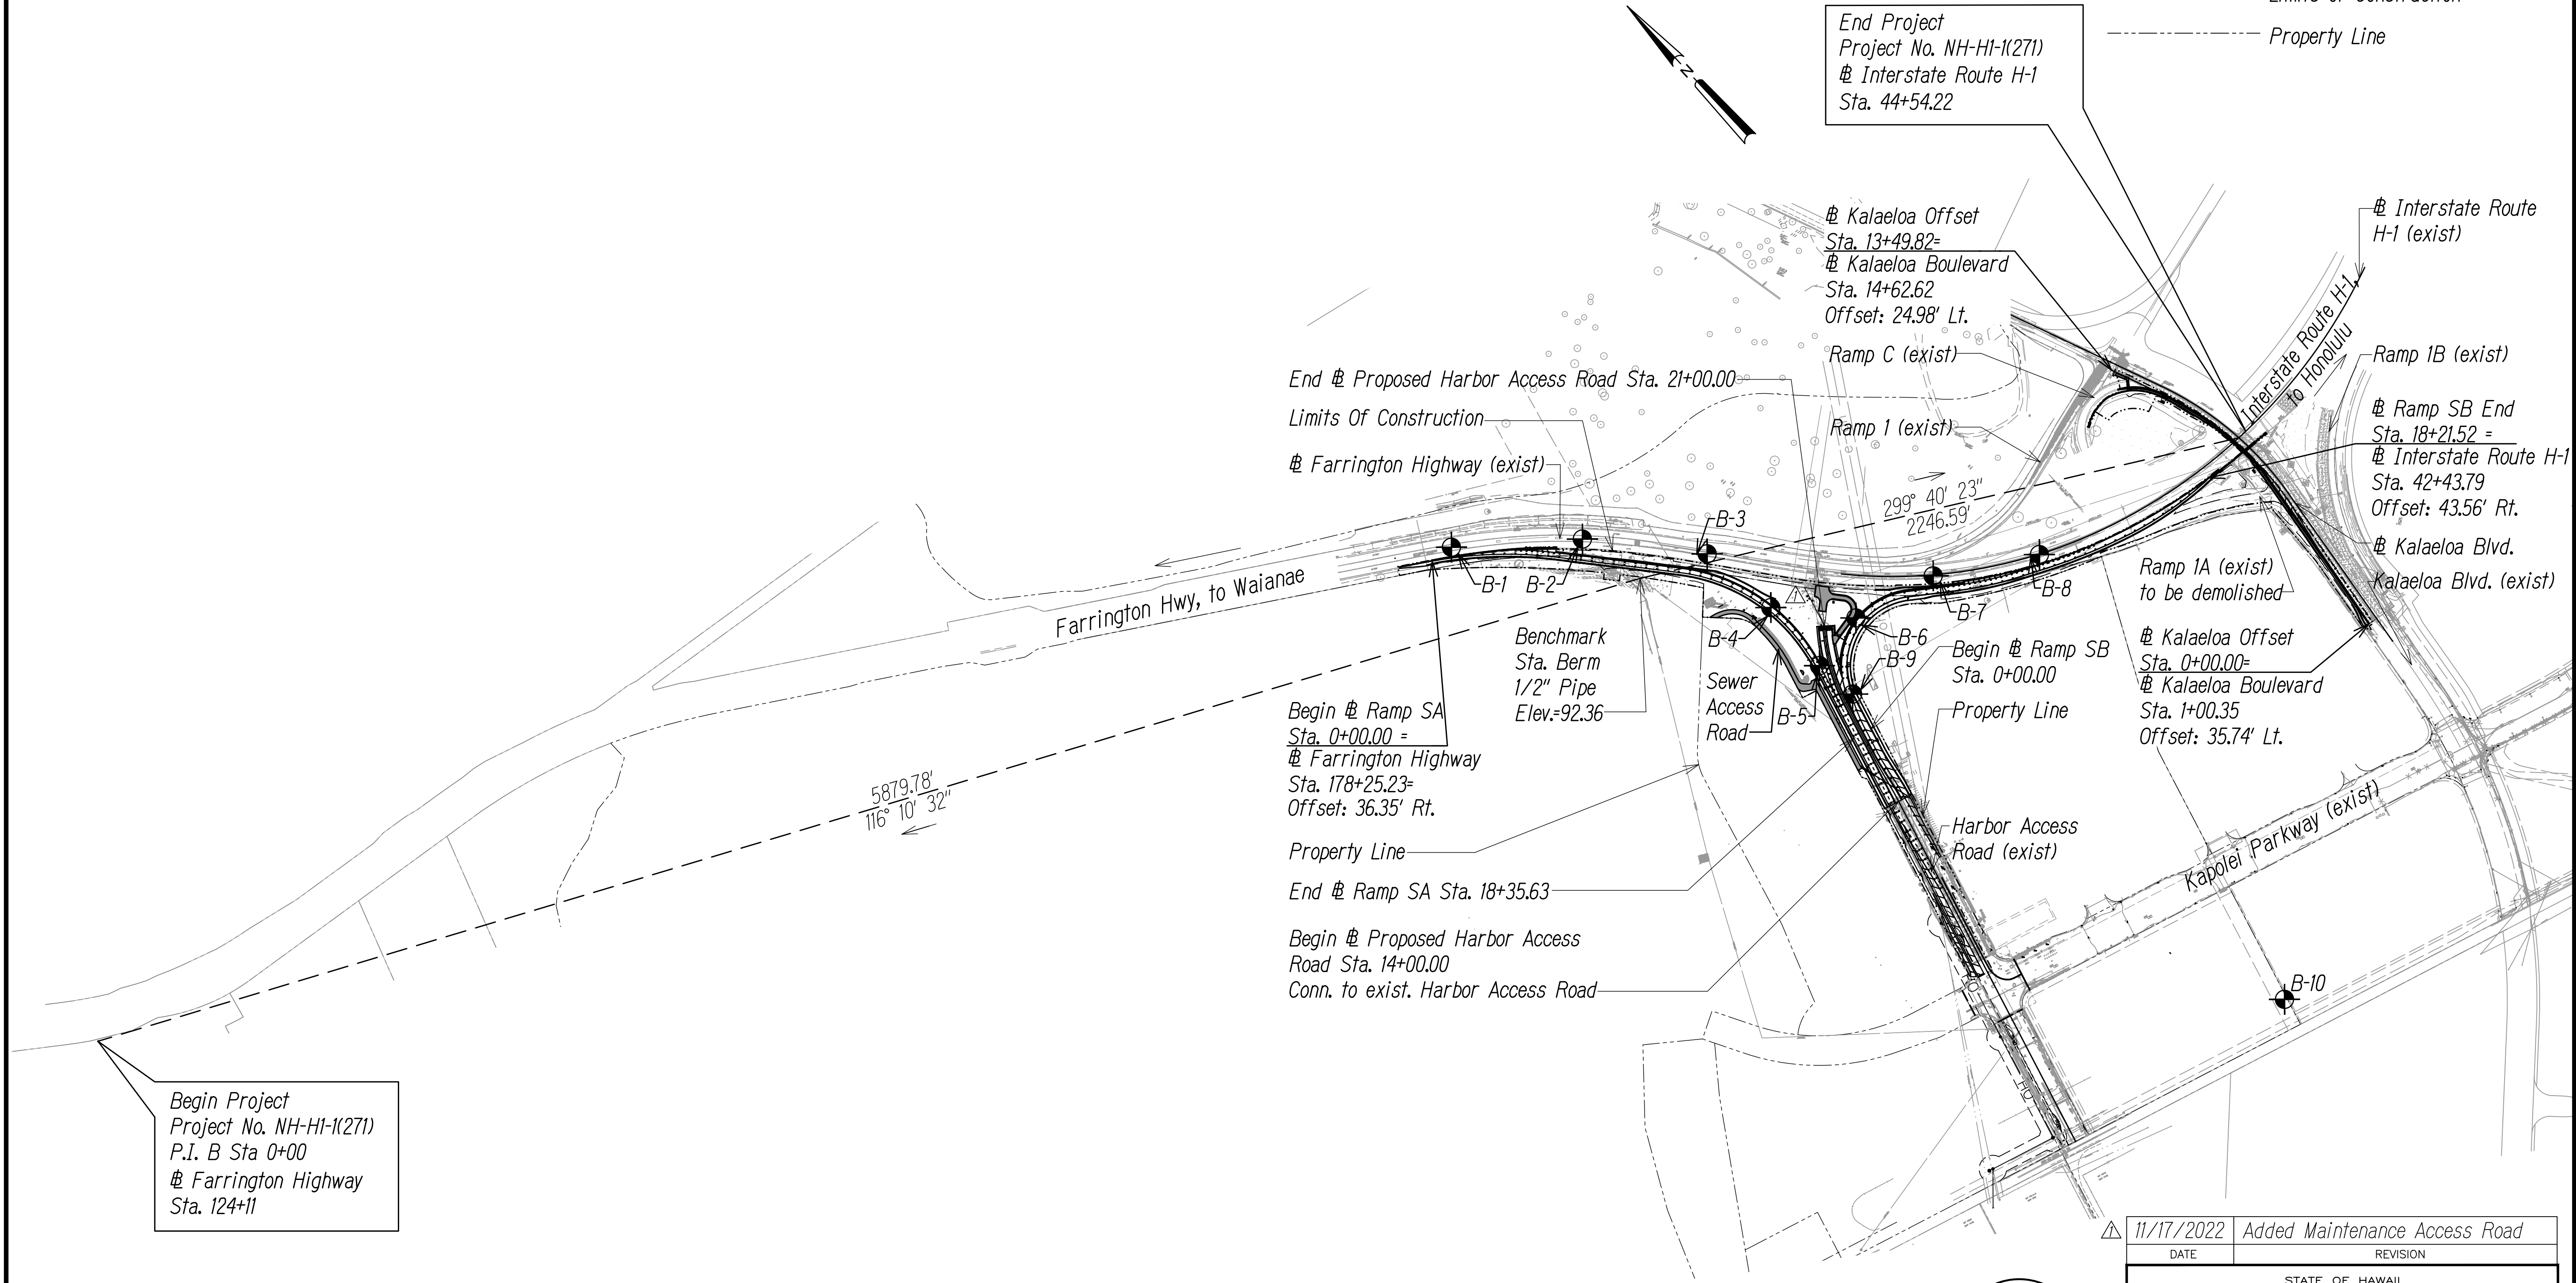 Property Line
End Project
Project No. NH-H1-1(271)
℄ Interstate Route H-1
Sta. 44+54.22
N
℄ Kalaeloa Offset
Sta. 13+49.82=
℄ Kalaeloa Boulevard
Sta. 14+62.62
Offset: 24.98' Lt.
℄ Interstate Route
H-1 (exist)
Interstate Route H-1,
to Honolulu
Ramp C (exist)
Ramp 1 (exist)
Ramp 1B (exist)
℄ Ramp SB End
Sta. 18+21.52 =
℄ Interstate Route H-1
Sta. 42+43.79
Offset: 43.56' Rt.
℄ Kalaeloa Blvd.
Kalaeloa Blvd. (exist)
End ℄ Proposed Harbor Access Road Sta. 21+00.00
Limits Of Construction
℄ Farrington Highway (exist)
299° 40' 23"
2246.59'
B-1
B-2
B-3
B-4
B-5
B-6
B-7
B-8
B-9
Ramp 1A (exist)
to be demolished
Farrington Hwy, to Waianae
Benchmark
Sta. Berm
1/2" Pipe
Elev.=92.36
Sewer
Access
Road
Begin ℄ Ramp SB
Sta. 0+00.00
Property Line
℄ Kalaeloa Offset
Sta. 0+00.00=
℄ Kalaeloa Boulevard
Sta. 1+00.35
Offset: 35.74' Lt.
Begin ℄ Ramp SA
Sta. 0+00.00 =
℄ Farrington Highway
Sta. 178+25.23=
Offset: 36.35' Rt.
5879.78'
116° 10' 32"
Property Line
Harbor Access
Road (exist)
Kapolei Parkway (exist)
End ℄ Ramp SA Sta. 18+35.63
Begin ℄ Proposed Harbor Access
Road Sta. 14+00.00
Conn. to exist. Harbor Access Road
B-10
Begin Project
Project No. NH-H1-1(271)
P.I. B Sta 0+00
℄ Farrington Highway
Sta. 124+11
1 11/17/2022 Added Maintenance Access Road
DATE REVISION
STATE OF HAWAII